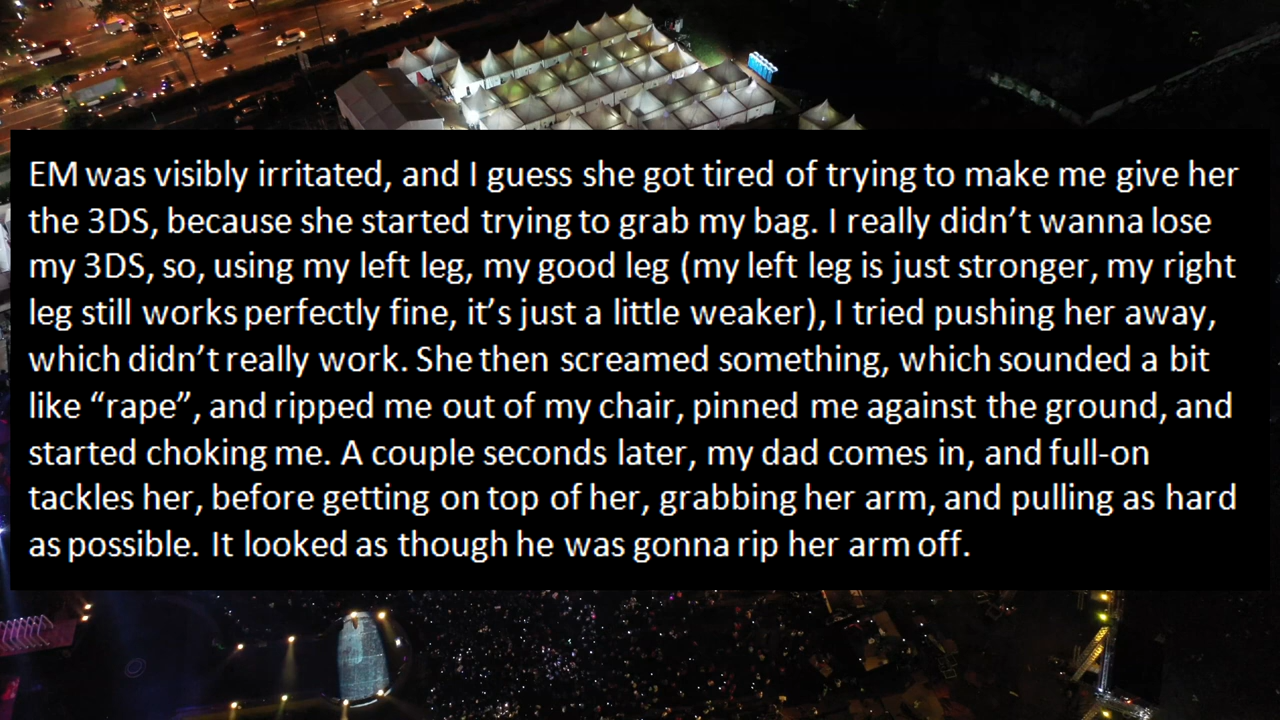 EM was visibly irritated, and I guess she got tired of trying to make me give her
the 3DS, because she started trying to grab my bag. I really didn’t wanna lose
my 3DS, so, using my left leg, my good leg (my left leg is just stronger, my right
leg still works perfectly fine, it’s just a little weaker), I tried pushing her away,
which didn’t really work. She then screamed something, which sounded a bit
like “rape”, and ripped me out of my chair, pinned me against the ground, and
started choking me. A couple seconds later, my dad comes in, and full-on
tackles her, before getting on top of her, grabbing her arm, and pulling as hard
as possible. It looked as though he was gonna rip her arm off.